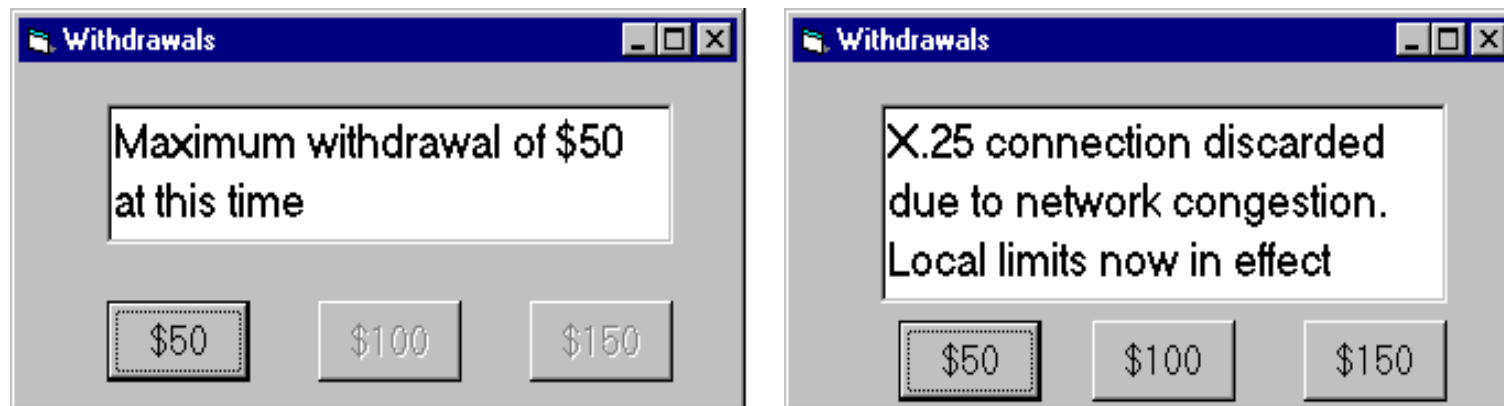 Withdrawals
Maximum withdrawal of $50
at this time
$50 $100 $150
Withdrawals
X.25 connection discarded
due to network congestion.
Local limits now in effect
$50 $100 $150